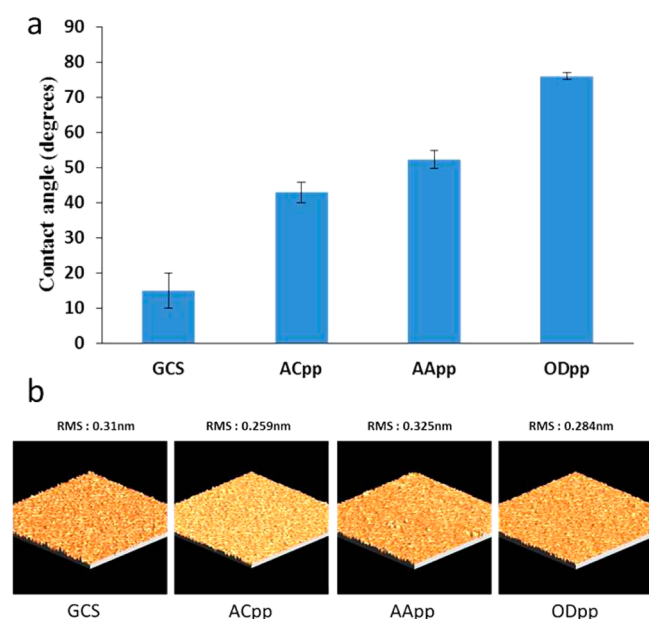 a
Contact angle (degrees)
90
80
70
60
50
40
30
20
10
0
GCS ACpp AApp ODpp
b
RMS : 0.31nm RMS : 0.259nm RMS : 0.325nm RMS : 0.284nm
GCS ACpp AApp ODpp